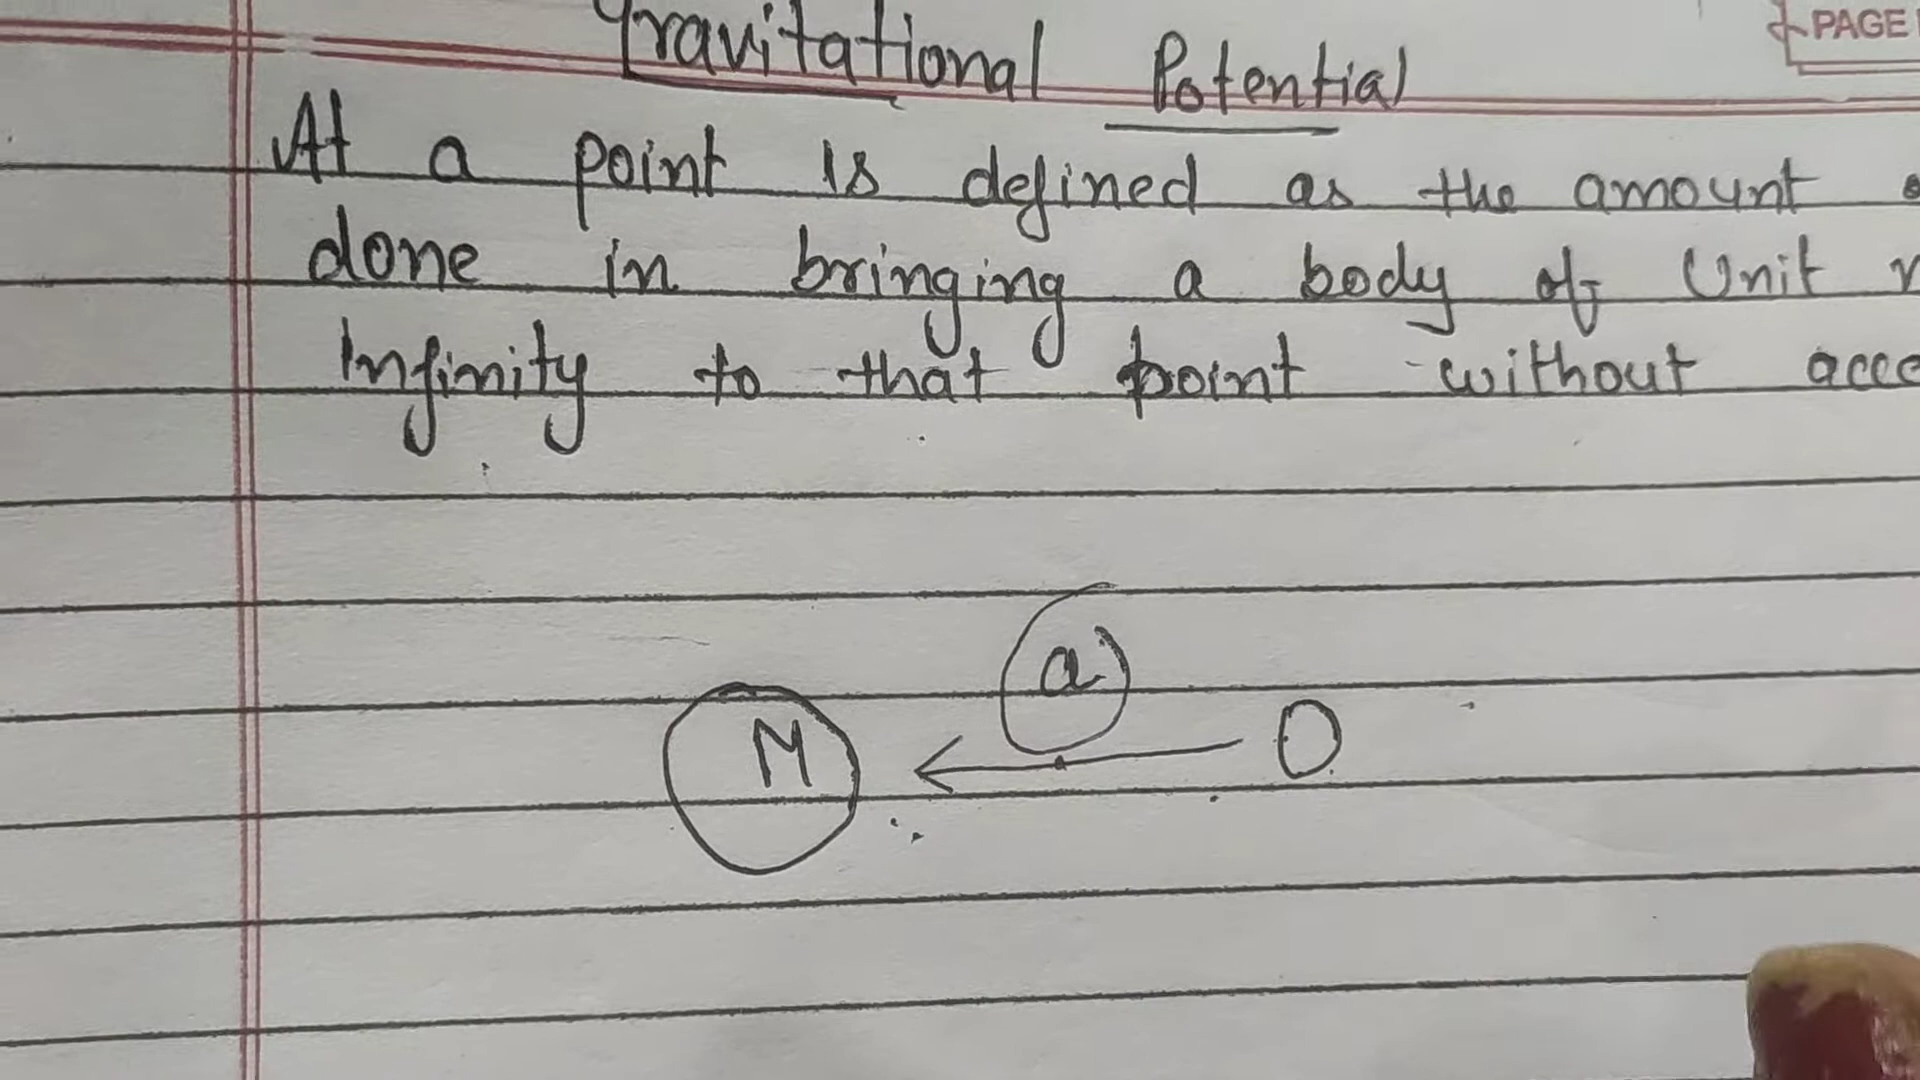 Gravitational Potential
PAGE
At a point is defined as the amount
done in bringing a body of Unit
Infinity to that point without acce
a
M